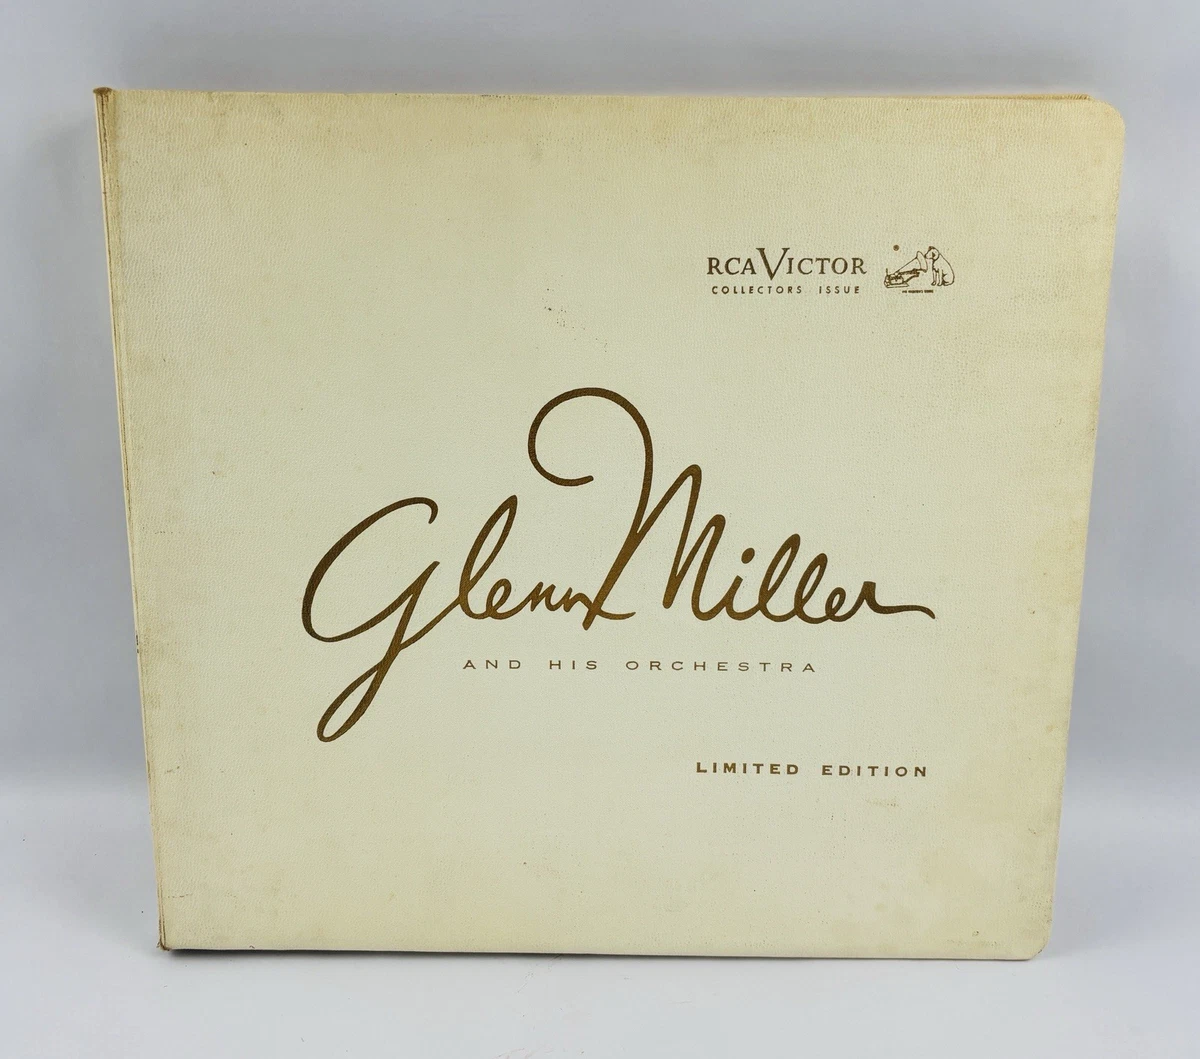 RCA VICTOR
COLLECTORS ISSUE
Glenn Miller
AND HIS ORCHESTRA
LIMITED EDITION